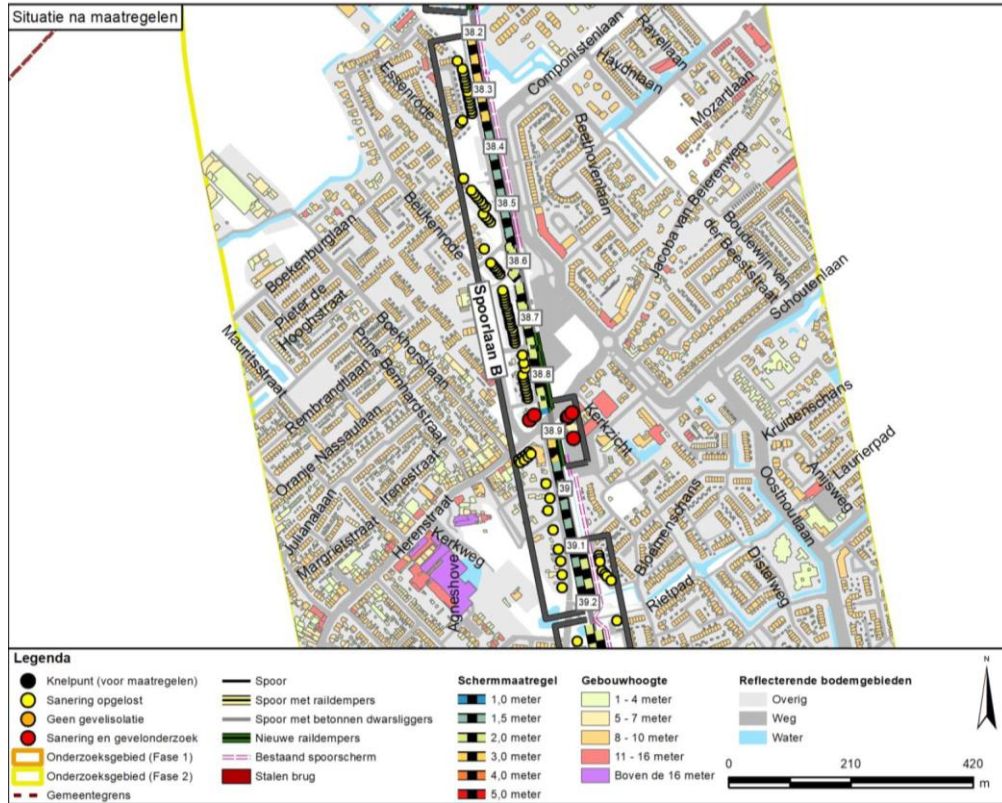 Situatie na maatregelen
38.2
38.3
38.4
38.5
38.6
38.7
38.8
38.9
39
39.1
39.2
Essenrode
Componistenlaan
Ravellaan
Haydnlaan
Mozartlaan
Beethovenlaan
Beukenrode
Jacoba van Beierenweg
Boudewijn van
der Beetstraat
Schoutenlaan
Boekenburglaan
Pieter de
Hooghstraat
Mauritsstraat
Boekhorstlaan
Prins Bernhardstraat
Rembrandtlaan
Oranje Nassaulaan
Irenestraat
Julianalaan
Margrietstraat
Herenstraat
Kerkweg
Agneshove
Spoorlaan B
Kerkzicht
Kruidenschans
Laurierpad
Anijsweg
Oosthoutlaan
Bloemenschans
Distelweg
Rietpad
Legenda
Knelpunt (voor maatregelen)
Sanering opgelost
Geen gevelisolatie
Sanering en gevelonderzoek
Onderzoeksgebied (Fase 1)
Onderzoeksgebied (Fase 2)
Gemeentegrens
Spoor
Spoor met raildempers
Spoor met betonnen dwarsliggers
Nieuwe raildempers
Bestaand spoorscherm
Stalen brug
Schermmaatregel
1,0 meter
1,5 meter
2,0 meter
3,0 meter
4,0 meter
5,0 meter
Gebouwhoogte
1 - 4 meter
5 - 7 meter
8 - 10 meter
11 - 16 meter
Boven de 16 meter
Reflecterende bodemgebieden
Overig
Weg
Water
N
0 210 420
m